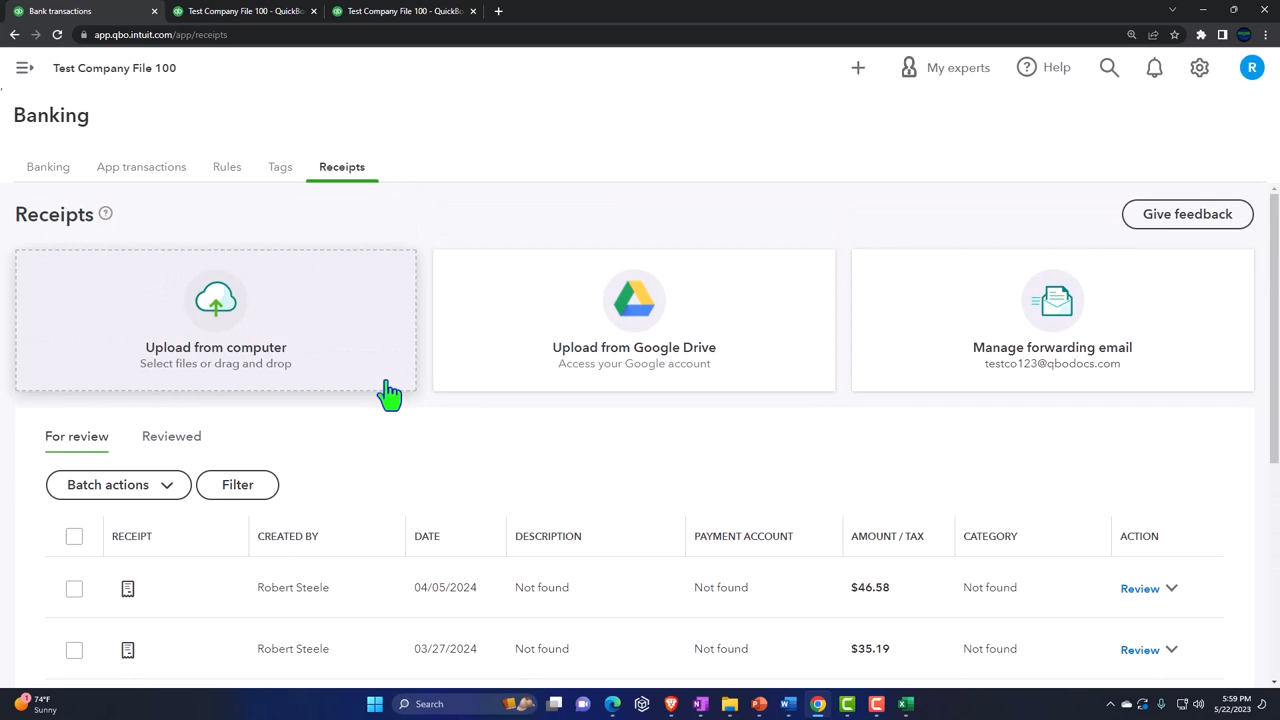 Bank transactions
Test Company File 100 - QuickBo
Test Company File 100 - QuickBo
app.qbo.intuit.com/app/receipts
Test Company File 100
My experts
Help
R
Banking
Banking
App transactions
Rules
Tags
Receipts
Receipts
Give feedback
Upload from computer
Select files or drag and drop
Upload from Google Drive
Access your Google account
Manage forwarding email
testco123@qbodocs.com
For review
Reviewed
Batch actions
Filter
RECEIPT CREATED BY DATE DESCRIPTION PAYMENT ACCOUNT AMOUNT / TAX CATEGORY ACTION
Robert Steele 04/05/2024 Not found Not found $46.58 Not found Review
Robert Steele 03/27/2024 Not found Not found $35.19 Not found Review
74°F
Sunny
Search
5:59 PM
5/22/2023